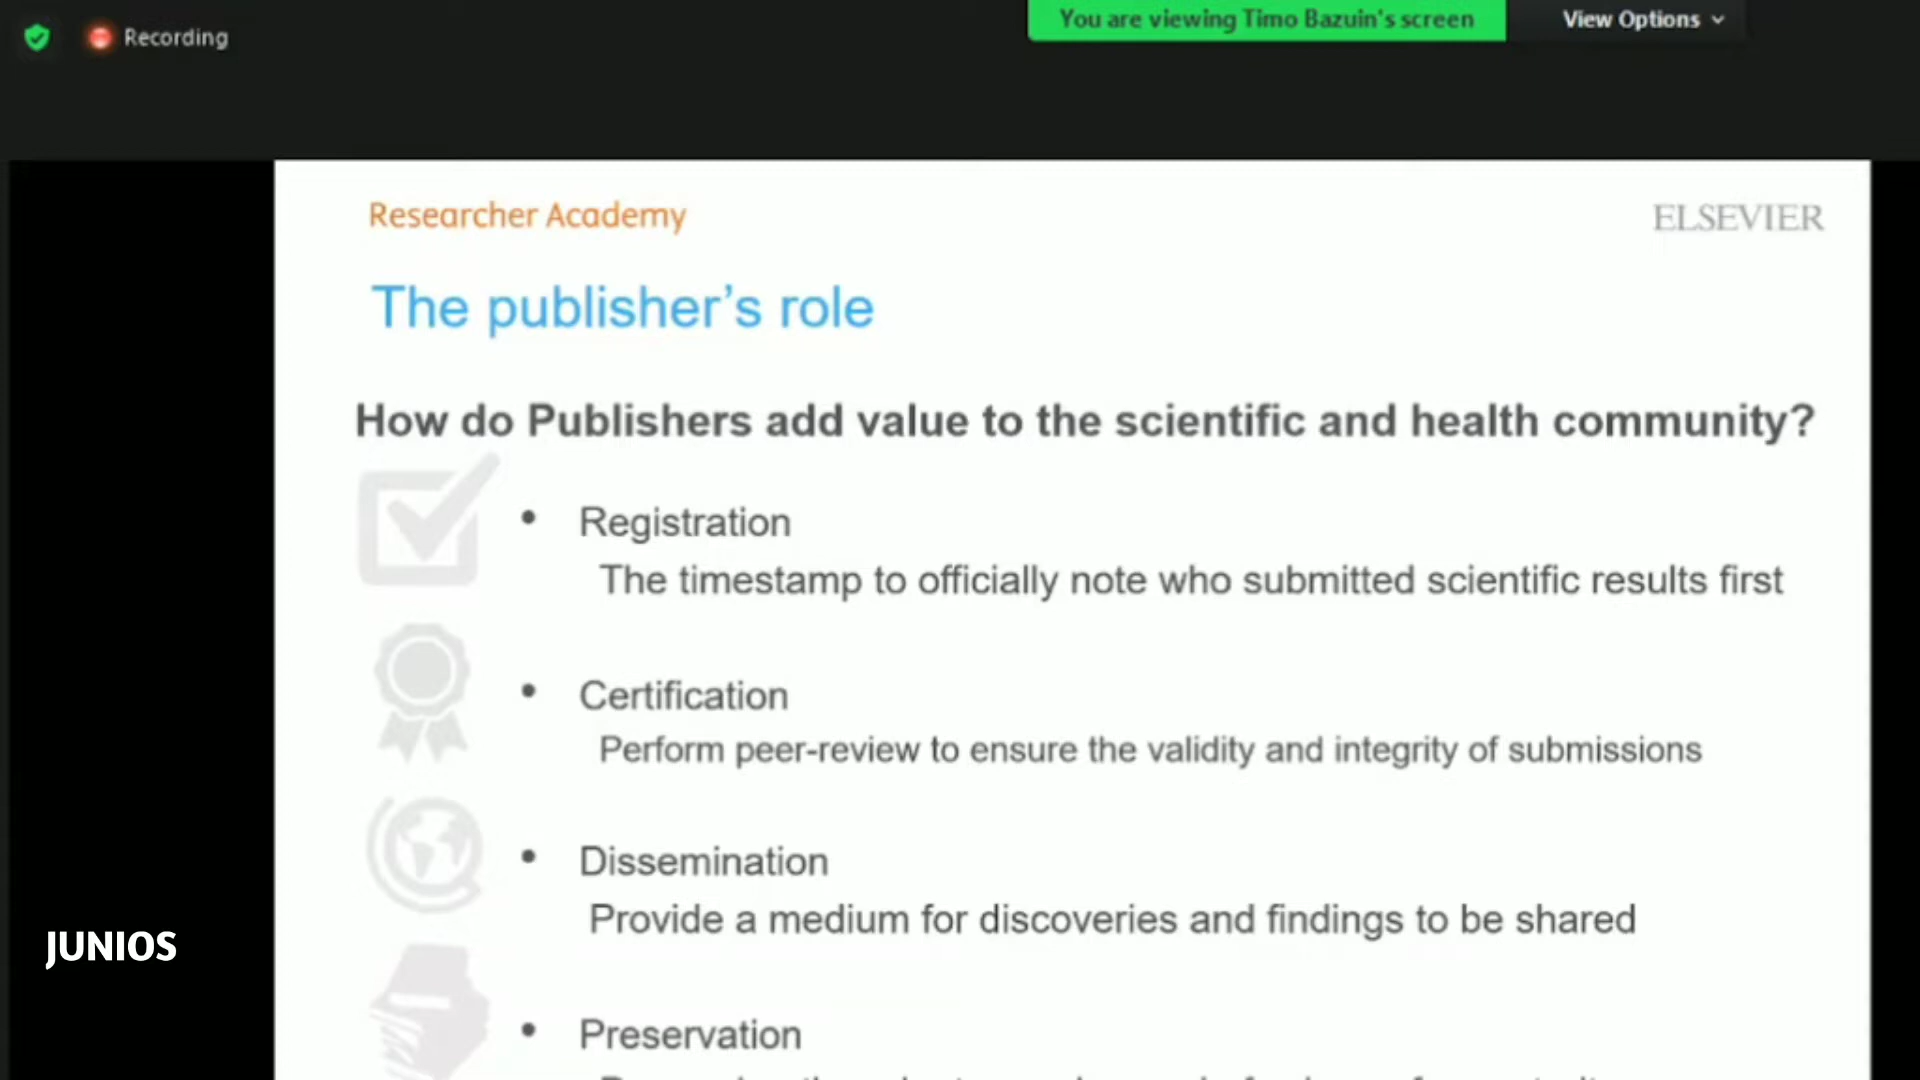 Recording
You are viewing Timo Bazuin's screen
View Options
Researcher Academy
ELSEVIER
The publisher's role
How do Publishers add value to the scientific and health community?
• Registration
The timestamp to officially note who submitted scientific results first
• Certification
Perform peer-review to ensure the validity and integrity of submissions
• Dissemination
Provide a medium for discoveries and findings to be shared
JUNIOS
• Preservation